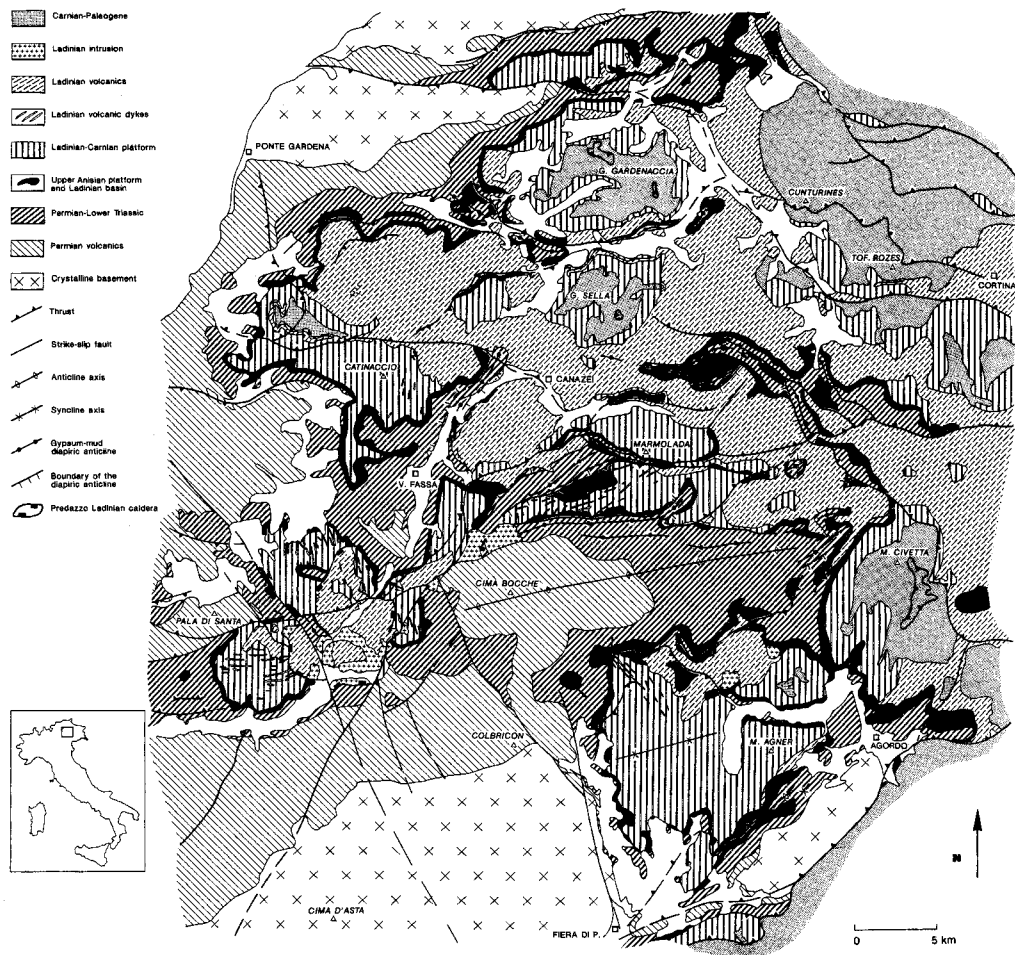 Carnian-Paleogene
Ladinian intrusion
Ladinian volcanics
Ladinian volcanic dykes
Ladinian-Carnian platform
Upper Anisian platform
and Ladinian basin
Permian-Lower Triassic
Permian volcanics
Crystalline basement
Thrust
Strike-slip fault
Anticline axis
Syncline axis
Gypsum-mud
diapiric anticline
Boundary of the
diapiric anticline
Predazzo Ladinian caldera
PONTE GARDENA
G. GARDENACCIA
CUNTURINES
TOF. ROZES
CORTINA
G. SELLA
CATINACCIO
CANAZEI
MARMOLADA
V. FASSA
M. CIVETTA
CIMA BOCCHE
PALA DI SANTA
COLBRICON
M. AGNER
AGORDO
CIMA D'ASTA
FIERA DI P.
N
0 5 km